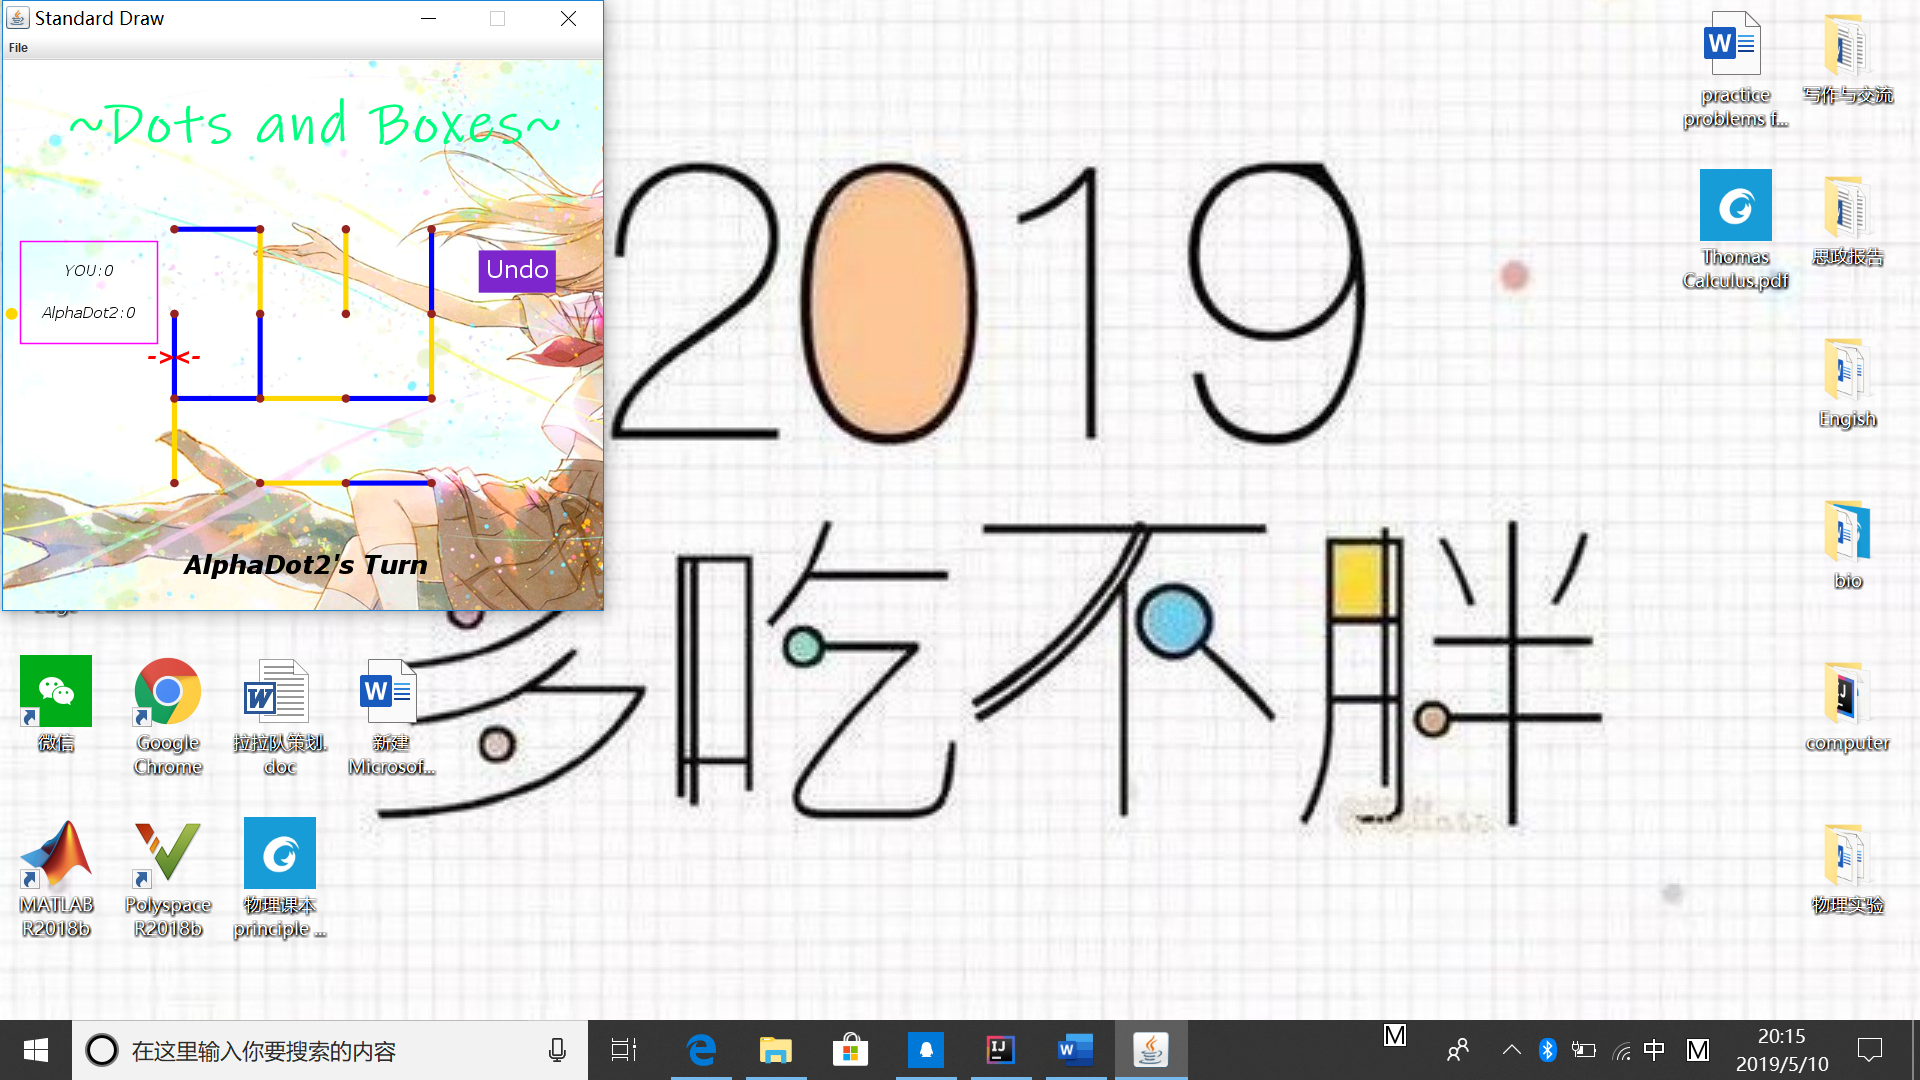 Standard Draw
File
~Dots and Boxes~
YOU:0
AlphaDot2:0
-><-
Undo
AlphaDot2's Turn
2019
多吃不胖
practice
problems f...
写作与交流
Thomas
Calculus.pdf
思政报告
Engish
bio
computer
物理实验
微信
Google
Chrome
拉拉队策划.
doc
新建
Microsof...
MATLAB
R2018b
Polyspace
R2018b
物理课本
principle ...
在这里输入你要搜索的内容
中
M
M
20:15
2019/5/10